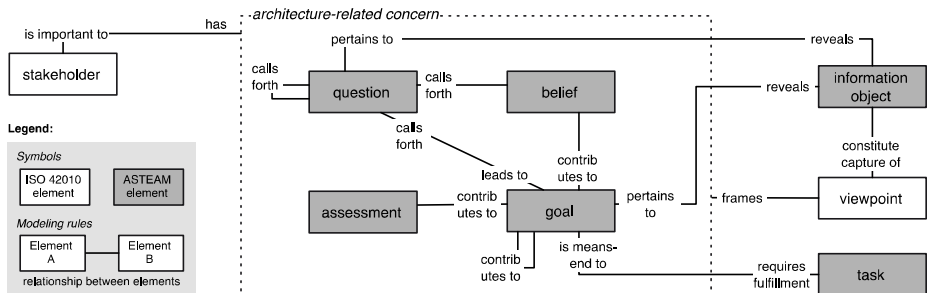 architecture-related concern
has
is important to
stakeholder
pertains to
reveals
calls
forth
question
calls
forth
belief
reveals
information
object
calls
forth
constitute
capture of
leads to
contrib
utes to
assessment
contrib
utes to
goal
pertains
to
frames
viewpoint
contrib
utes to
is means-
end to
requires
fulfillment
task
Legend:
Symbols
ISO 42010
element
ASTEAM
element
Modeling rules
Element
A
Element
B
relationship between elements